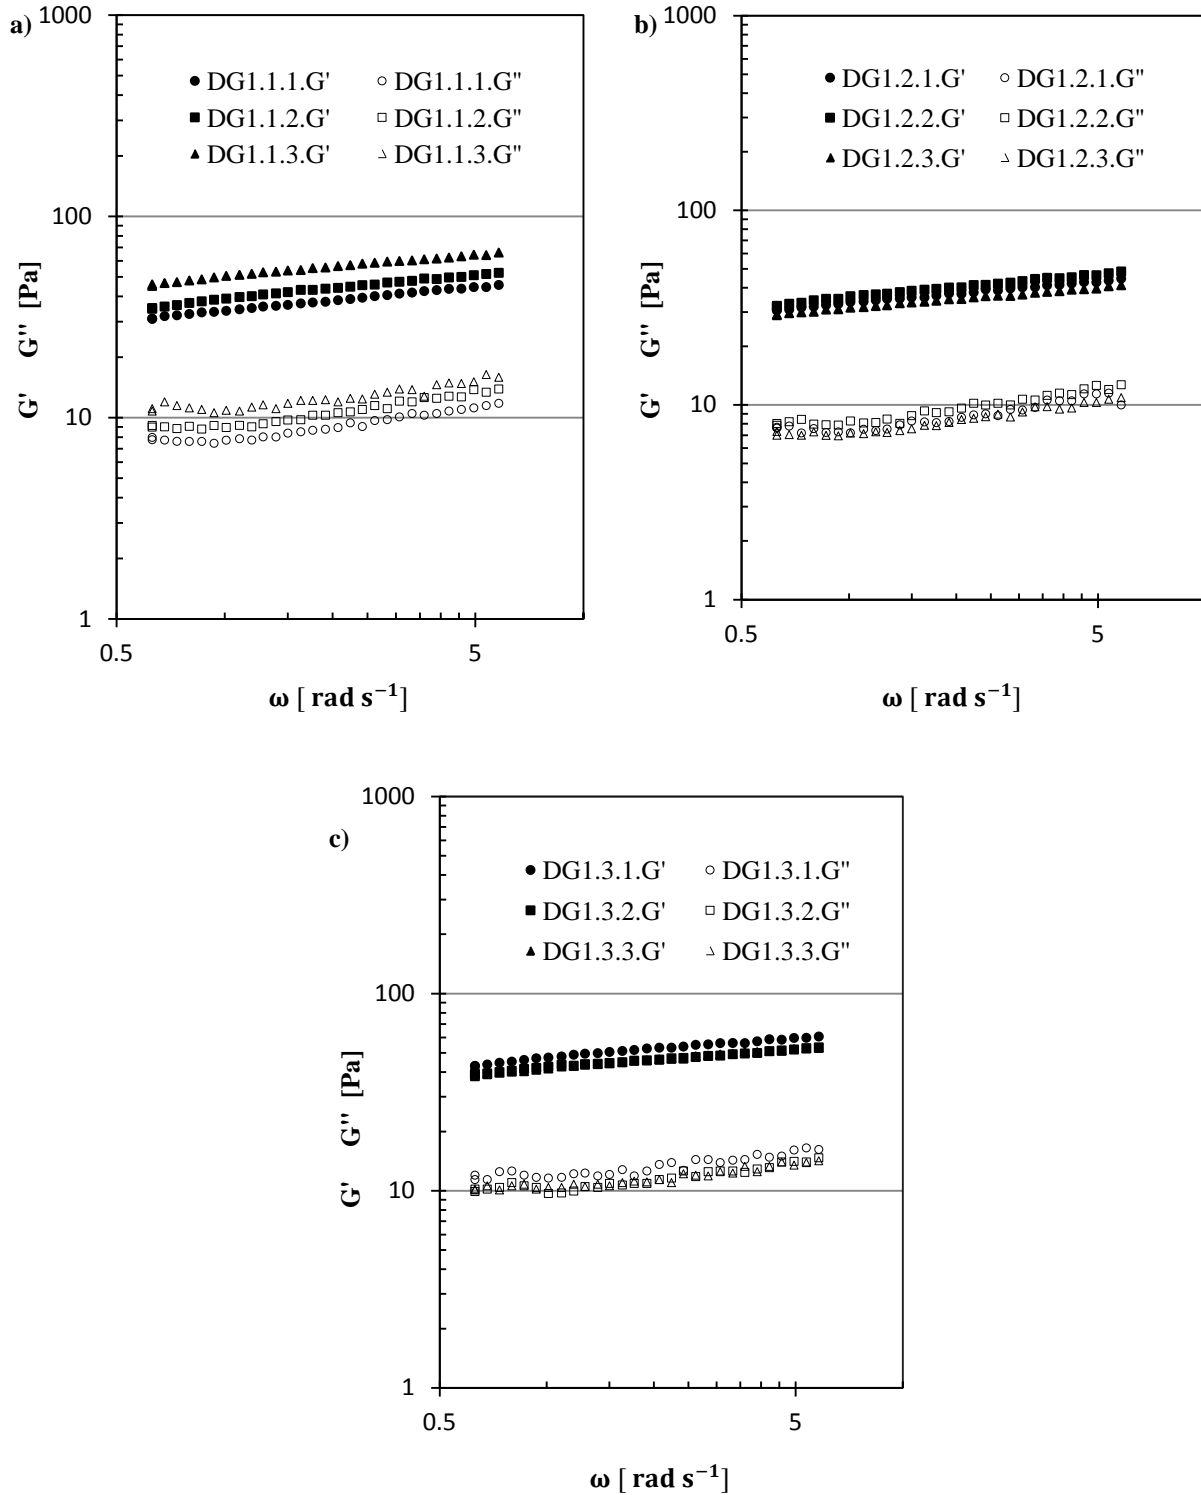 a)
1000
DG1.1.1.G' DG1.1.1.G"
DG1.1.2.G' DG1.1.2.G"
DG1.1.3.G' DG1.1.3.G"
100
10
1
G' G" [Pa]
0.5 5
ω [ rad s⁻¹]
b)
1000
DG1.2.1.G' DG1.2.1.G"
DG1.2.2.G' DG1.2.2.G"
DG1.2.3.G' DG1.2.3.G"
100
10
1
G' G" [Pa]
0.5 5
ω [ rad s⁻¹]
c)
1000
DG1.3.1.G' DG1.3.1.G"
DG1.3.2.G' DG1.3.2.G"
DG1.3.3.G' DG1.3.3.G"
100
10
1
G' G" [Pa]
0.5 5
ω [ rad s⁻¹]